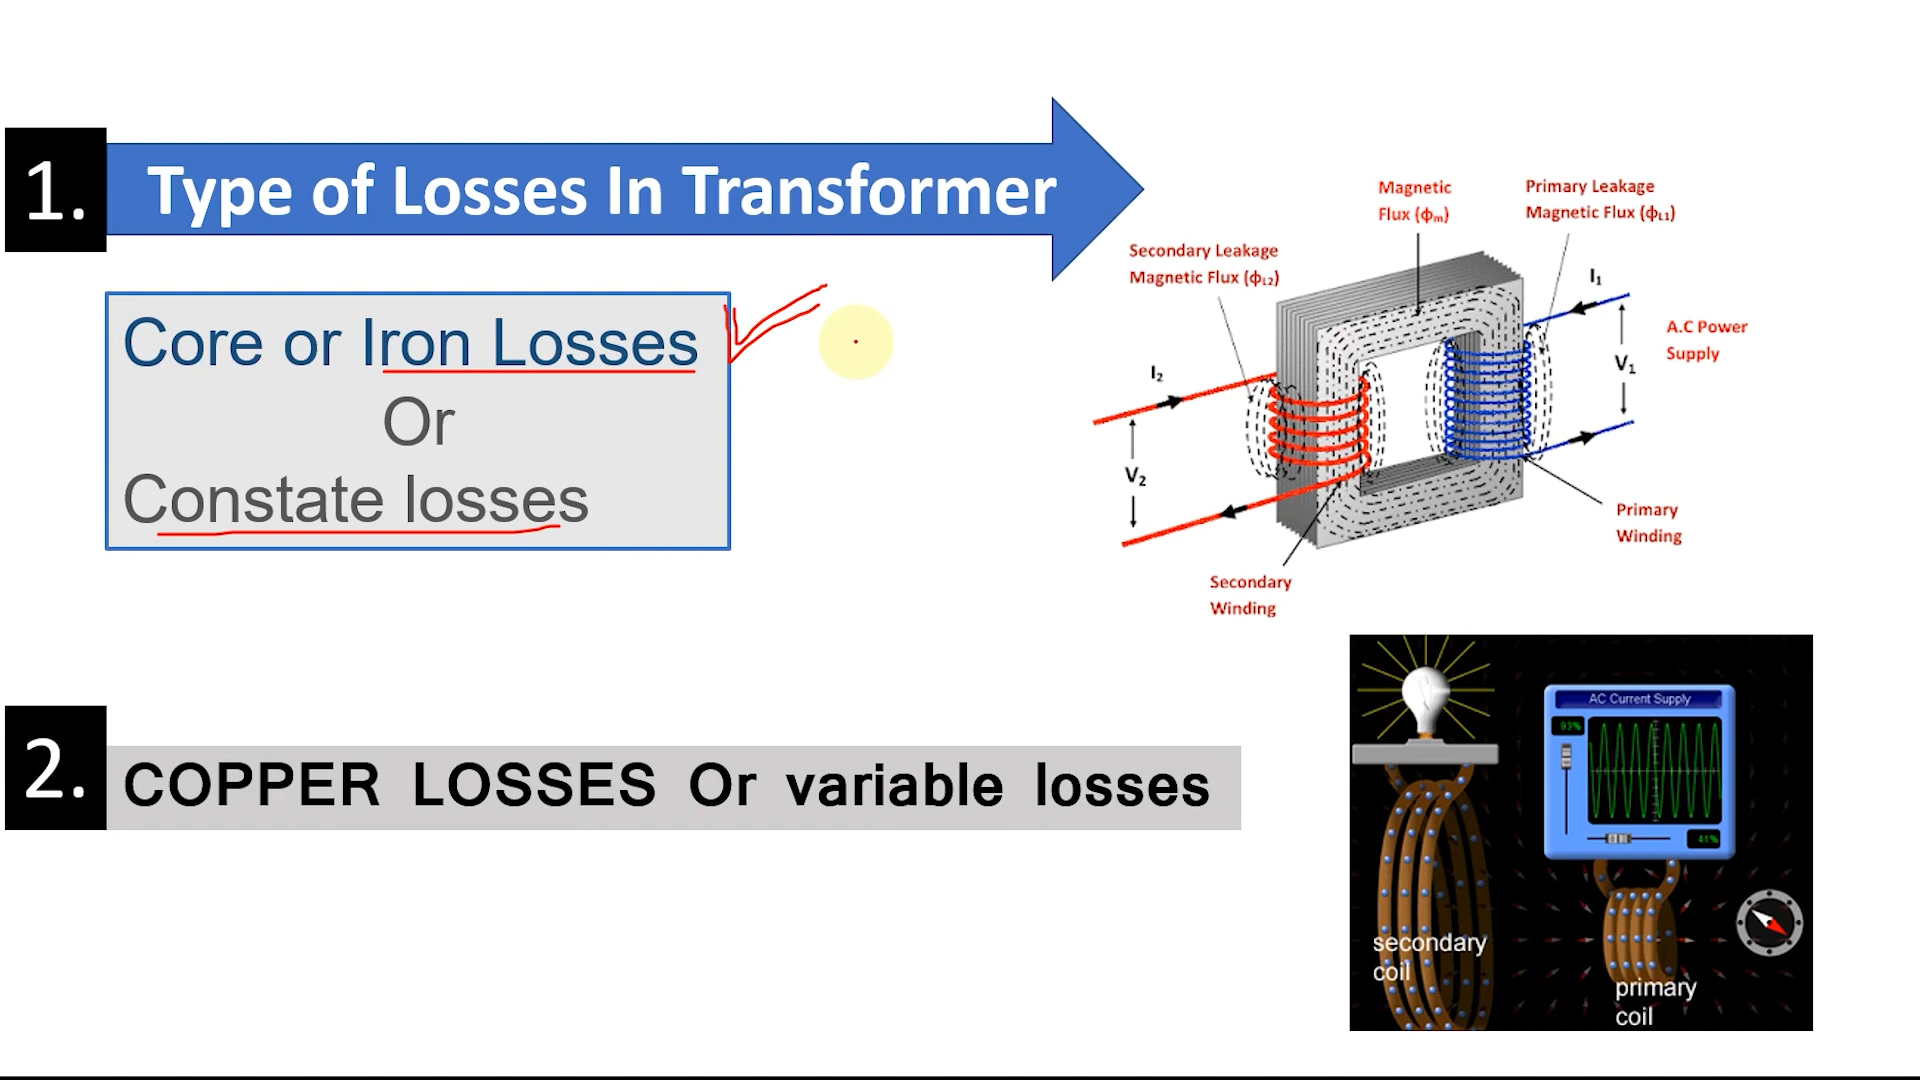 1.
Type of Losses In Transformer
Core or Iron Losses
Or
Constate losses
Magnetic
Flux (ϕm)
Primary Leakage
Magnetic Flux (ϕL1)
Secondary Leakage
Magnetic Flux (ϕL2)
I1
A.C Power
Supply
V1
I2
V2
Primary
Winding
Secondary
Winding
2.
COPPER LOSSES Or variable losses
AC Current Supply
93%
41%
secondary
coil
primary
coil